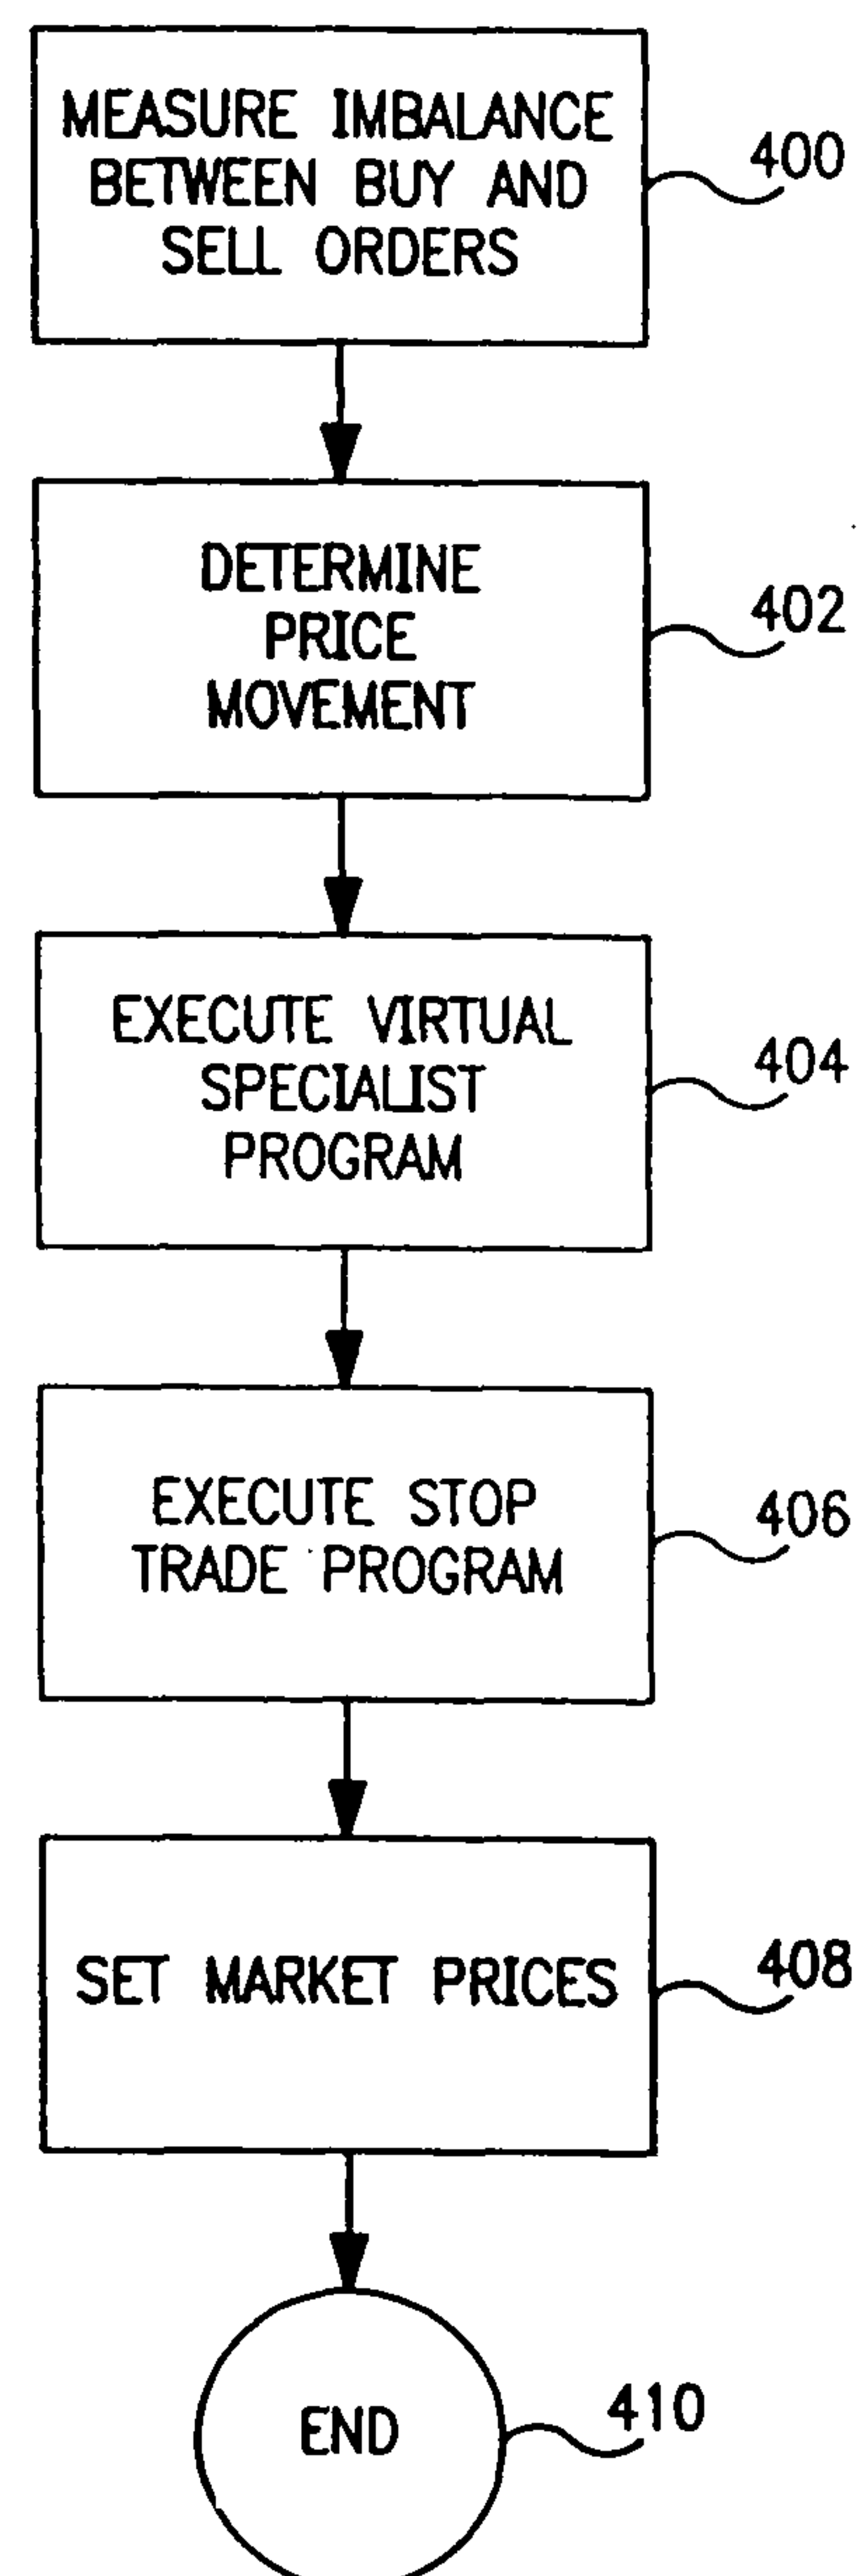 MEASURE IMBALANCE
BETWEEN BUY AND
SELL ORDERS
400
DETERMINE
PRICE
MOVEMENT
402
EXECUTE VIRTUAL
SPECIALIST
PROGRAM
404
EXECUTE STOP
TRADE PROGRAM
406
SET MARKET PRICES
408
END
410